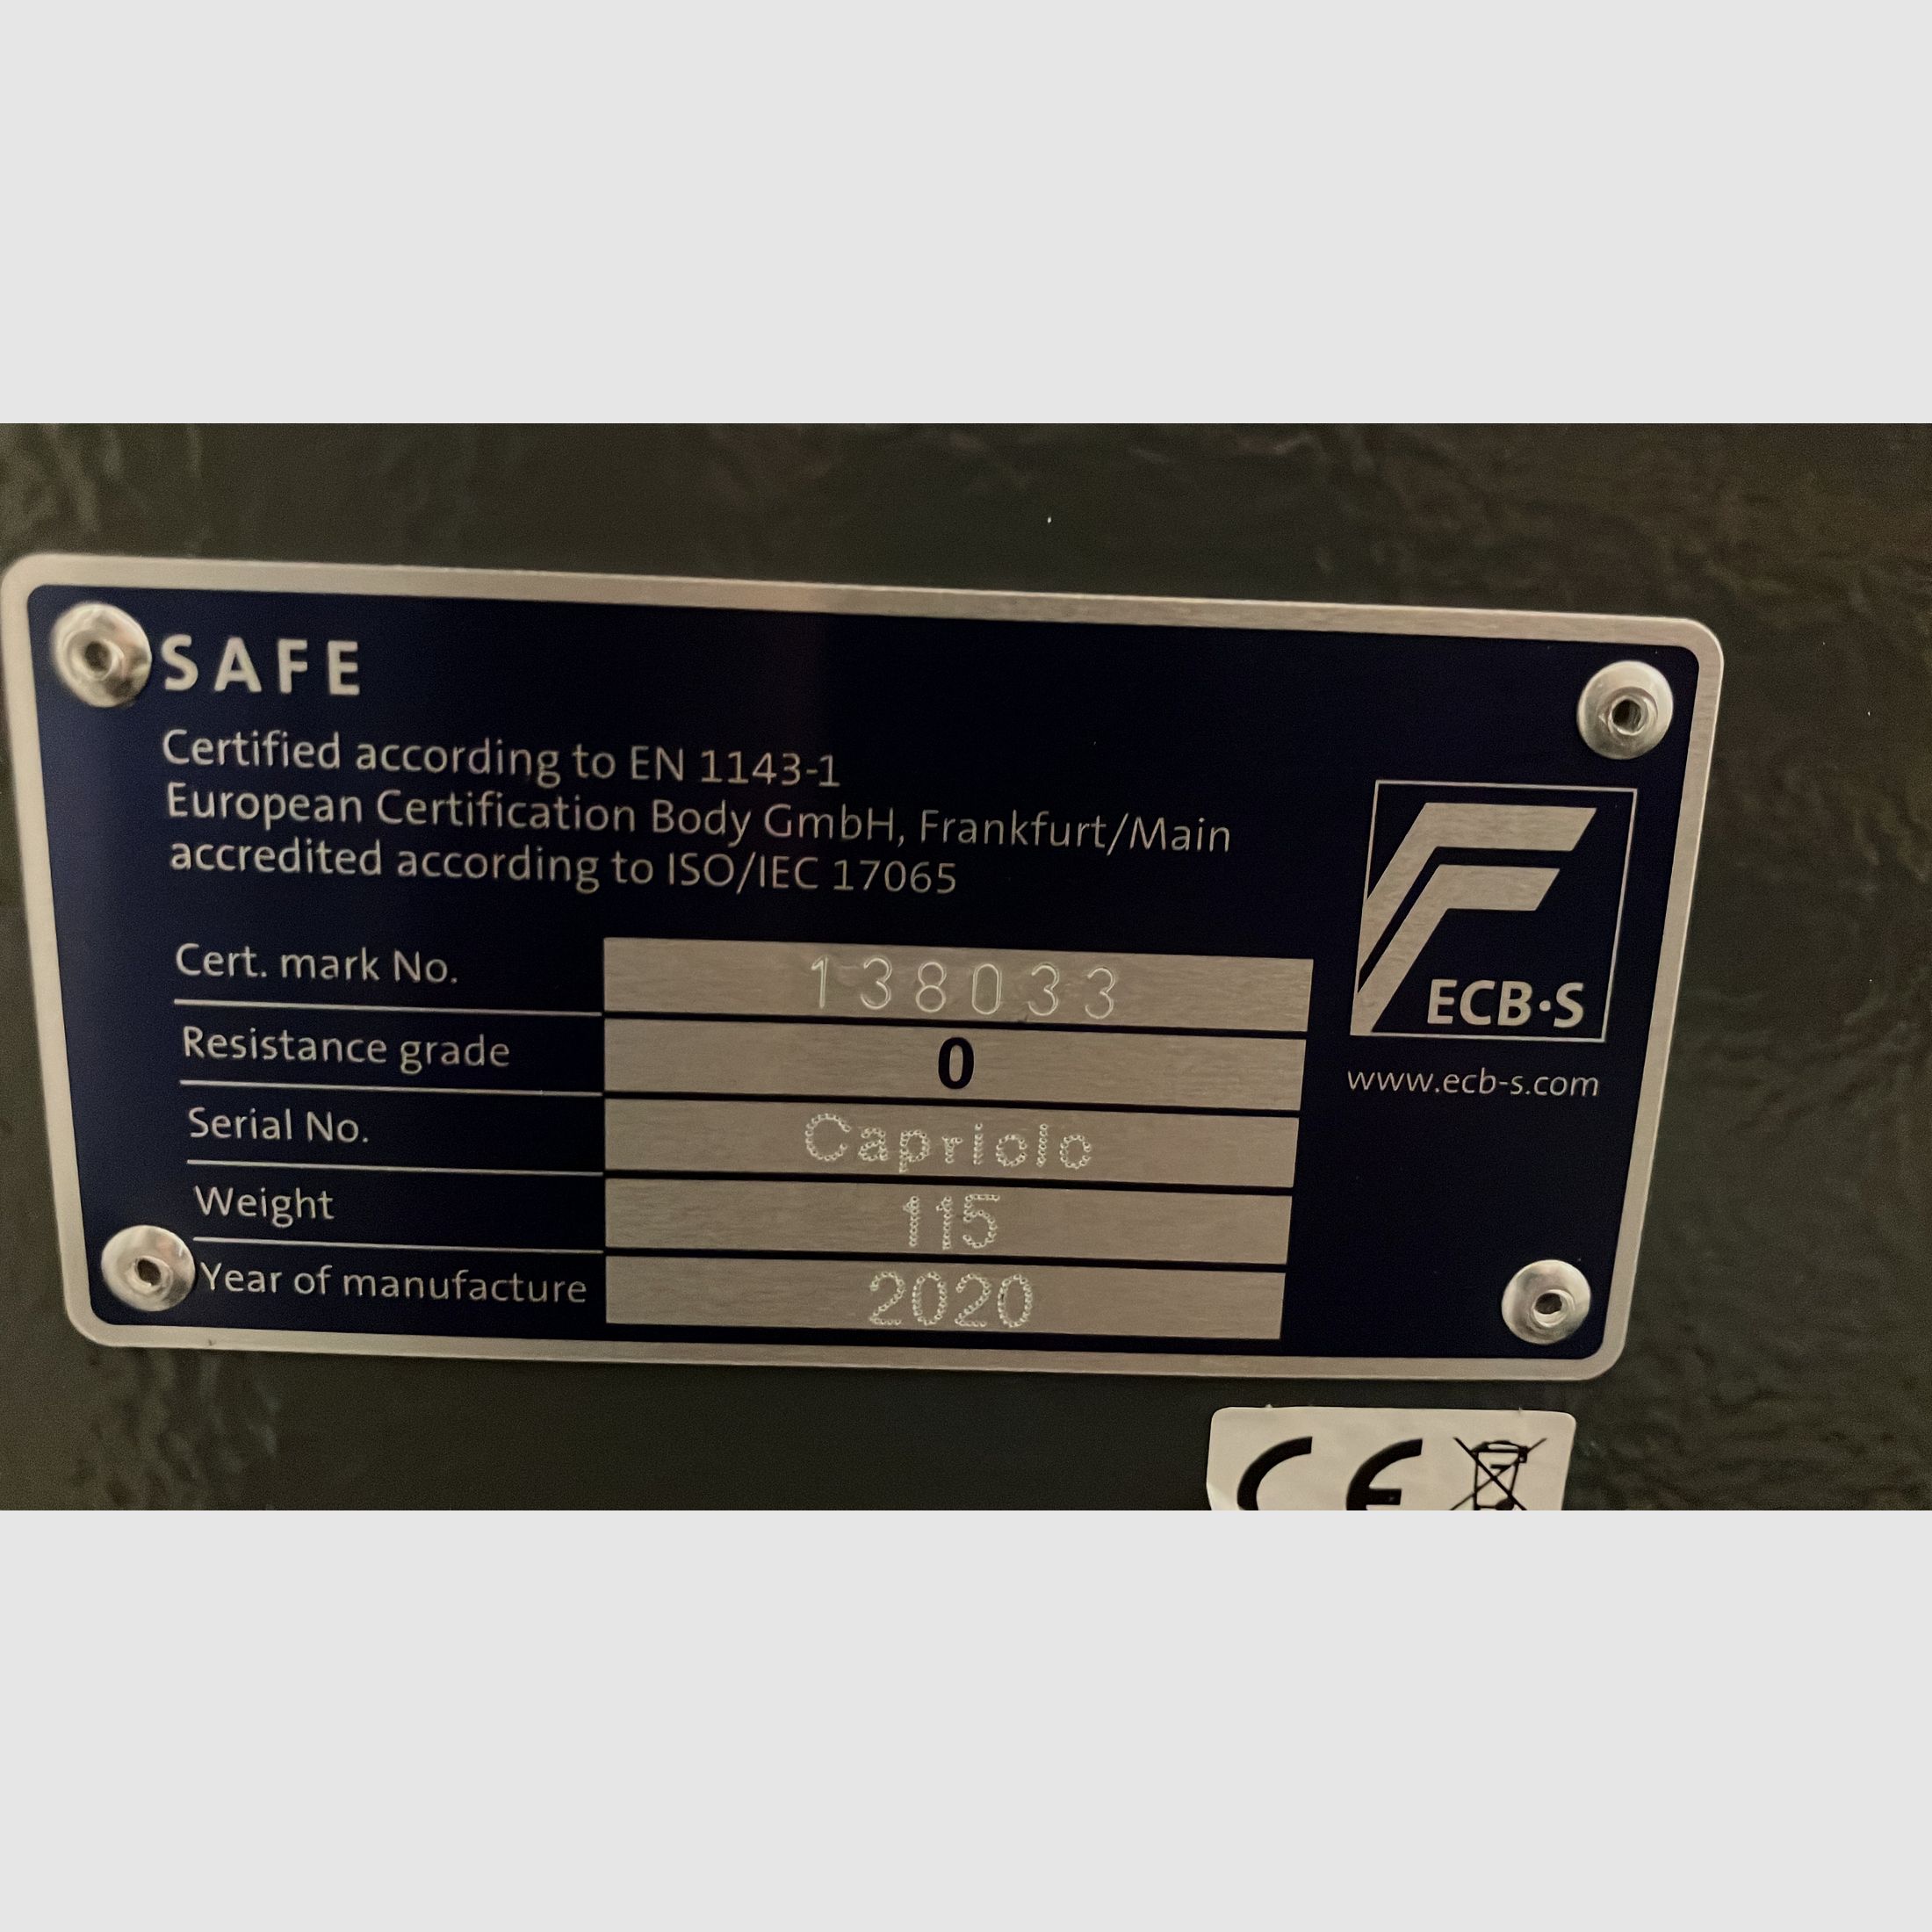 SAFE
Certified according to EN 1143-1
European Certification Body GmbH, Frankfurt/Main
accredited according to ISO/IEC 17065
Cert. mark No. 138033
Resistance grade 0
Serial No. Capriolo
Weight 115
Year of manufacture 2020
ECB·S
www.ecb-s.com
CE